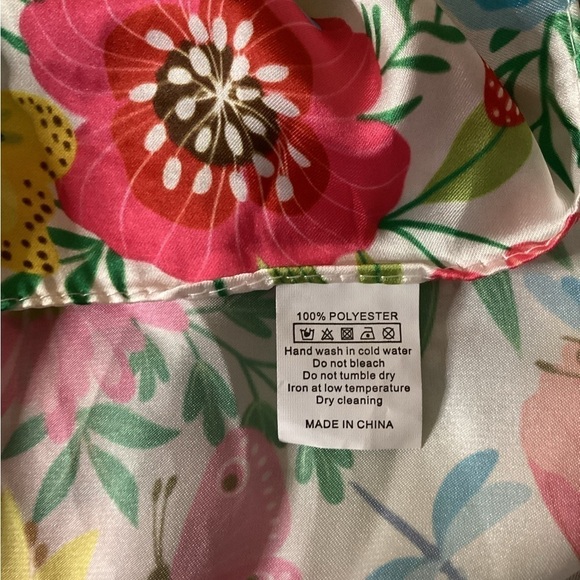 100% POLYESTER
Hand wash in cold water
Do not bleach
Do not tumble dry
Iron at low temperature
Dry cleaning
MADE IN CHINA